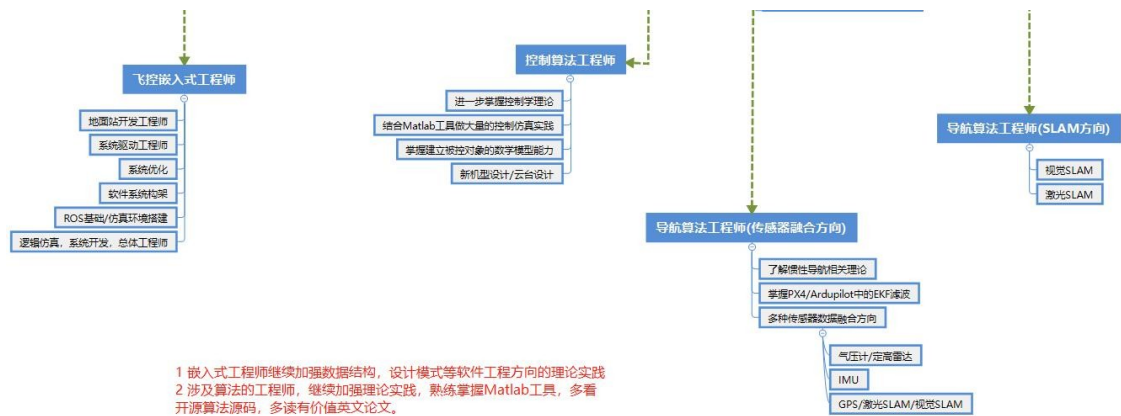 飞控嵌入式工程师
地面站开发工程师
系统驱动工程师
系统优化
软件系统构架
ROS基础/仿真环境搭建
逻辑仿真，系统开发，总体工程师
控制算法工程师
进一步掌握控制学理论
结合Matlab工具做大量的控制仿真实践
掌握建立被控对象的数学模型能力
新机型设计/云台设计
导航算法工程师(传感器融合方向)
了解惯性导航相关理论
掌握PX4/Ardupilot中的EKF滤波
多种传感器数据融合方向
气压计/定高雷达
IMU
GPS/激光SLAM/视觉SLAM
导航算法工程师(SLAM方向)
视觉SLAM
激光SLAM
1 嵌入式工程师继续加强数据结构，设计模式等软件工程方向的理论实践
2 涉及算法的工程师，继续加强理论实践，熟练掌握Matlab工具，多看
开源算法源码，多读有价值英文论文。